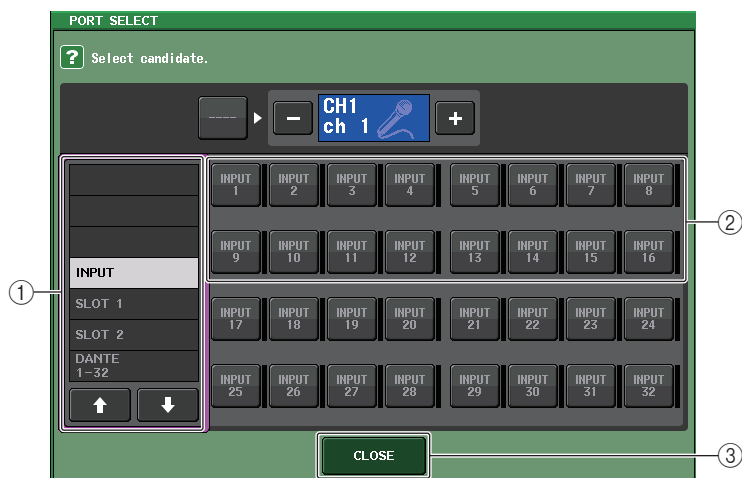 PORT SELECT
? Select candidate.
---- CH1
− ch 1 +
INPUT 1 INPUT 2 INPUT 3 INPUT 4 INPUT 5 INPUT 6 INPUT 7 INPUT 8
②
INPUT 9 INPUT 10 INPUT 11 INPUT 12 INPUT 13 INPUT 14 INPUT 15 INPUT 16
①
INPUT
SLOT 1
SLOT 2
DANTE
1-32
INPUT 17 INPUT 18 INPUT 19 INPUT 20 INPUT 21 INPUT 22 INPUT 23 INPUT 24
INPUT 25 INPUT 26 INPUT 27 INPUT 28 INPUT 29 INPUT 30 INPUT 31 INPUT 32
CLOSE
③